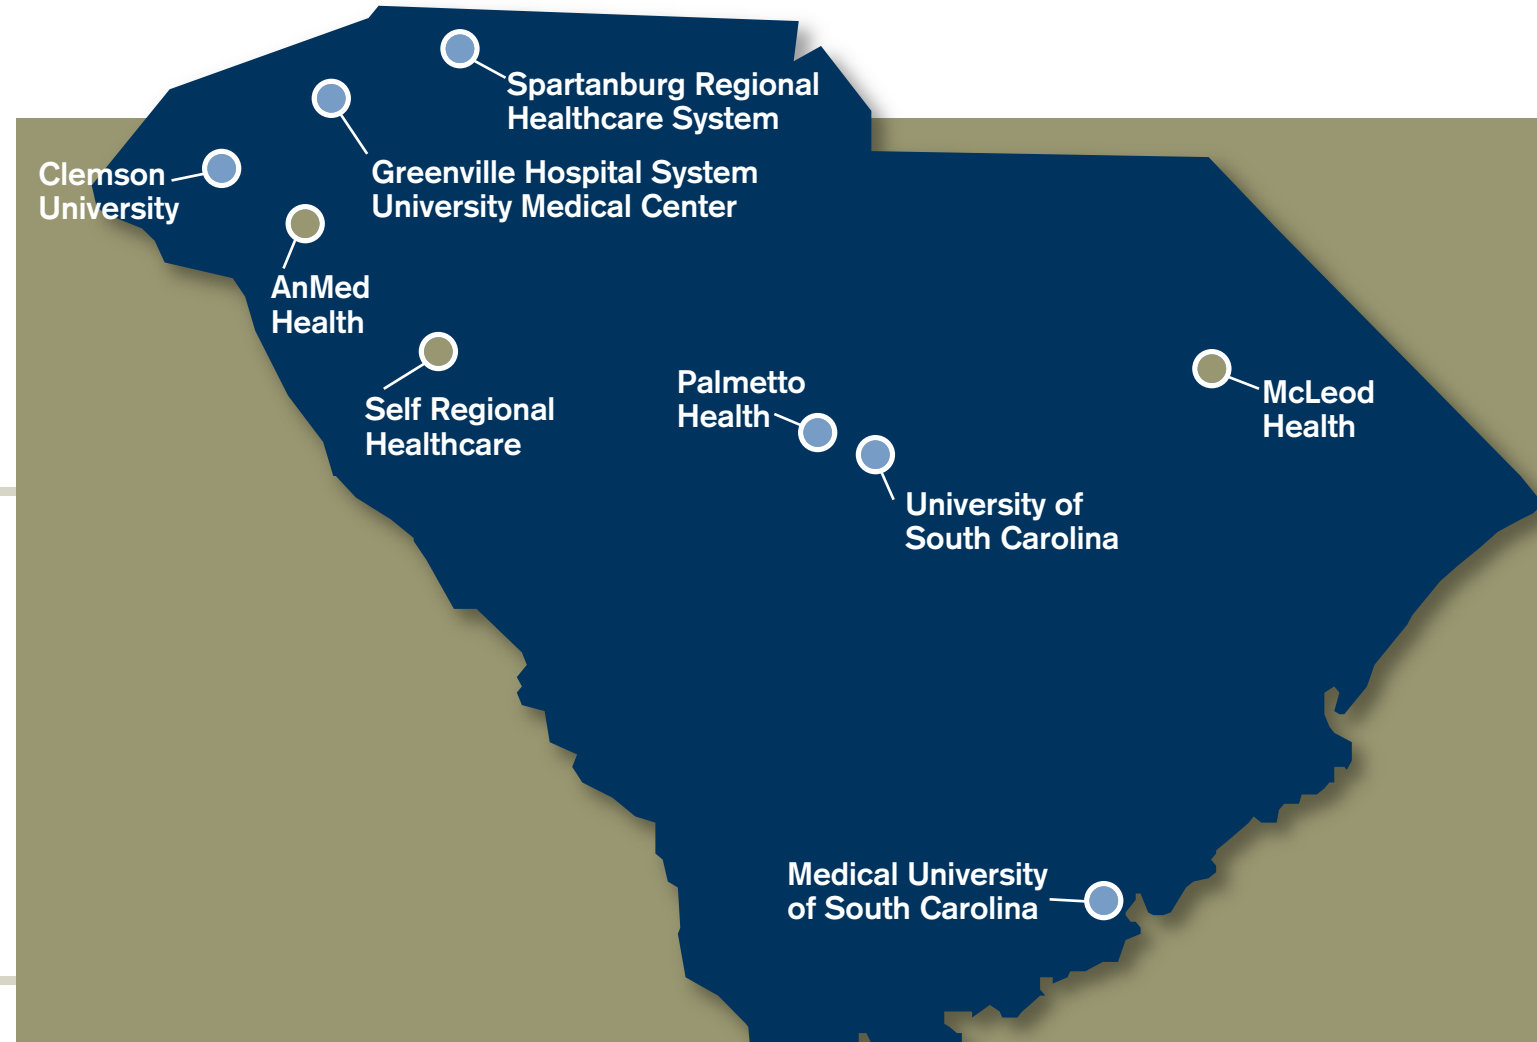 Spartanburg Regional
Healthcare System
Greenville Hospital System
University Medical Center
Clemson
University
AnMed
Health
Self Regional
Healthcare
Palmetto
Health
McLeod
Health
University of
South Carolina
Medical University
of South Carolina